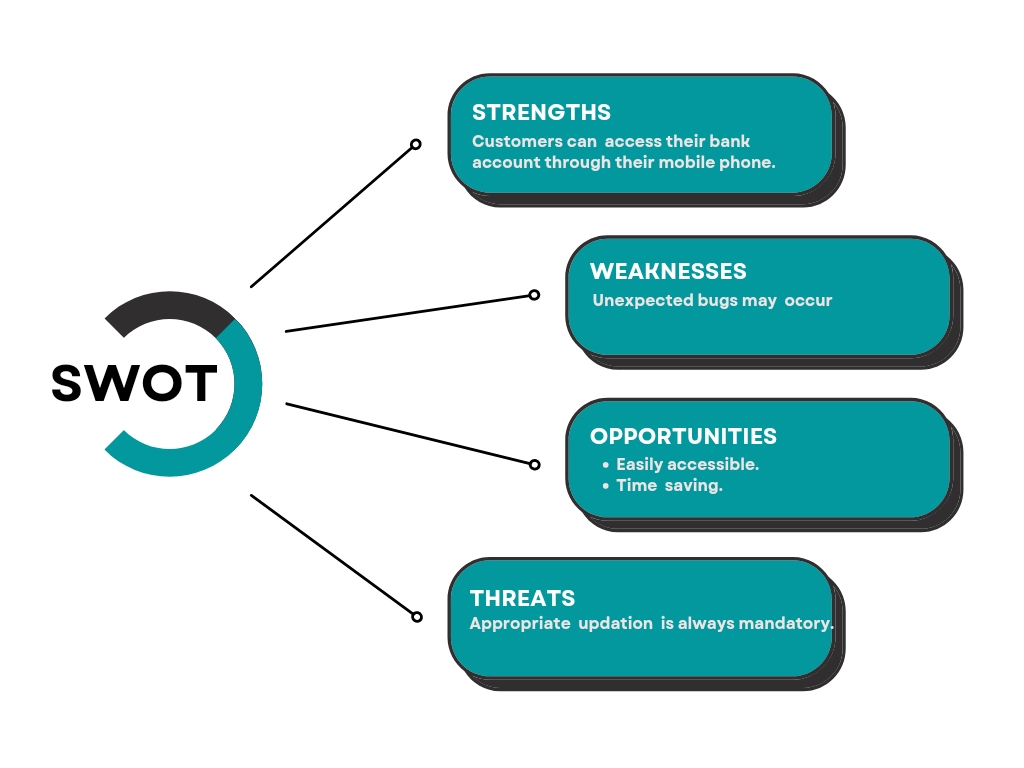 SWOT
STRENGTHS
Customers can access their bank
account through their mobile phone.
WEAKNESSES
Unexpected bugs may occur
OPPORTUNITIES
• Easily accessible.
• Time saving.
THREATS
Appropriate updation is always mandatory.